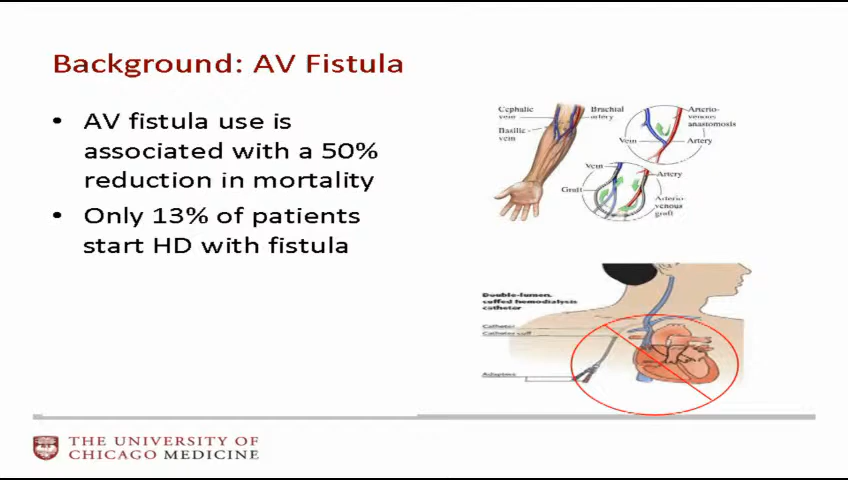 Background: AV Fistula
• AV fistula use is
associated with a 50%
reduction in mortality
• Only 13% of patients
start HD with fistula
Cephalic
vein
Brachial
artery
Basilic
vein
Arterio-
venous
anastomosis
Vein
Artery
Vein
Artery
Graft
Arterio-
venous
graft
Double-lumen,
cuffed hemodialysis
catheter
Catheter
Catheter cuff
Adapters
THE UNIVERSITY OF
CHICAGO MEDICINE